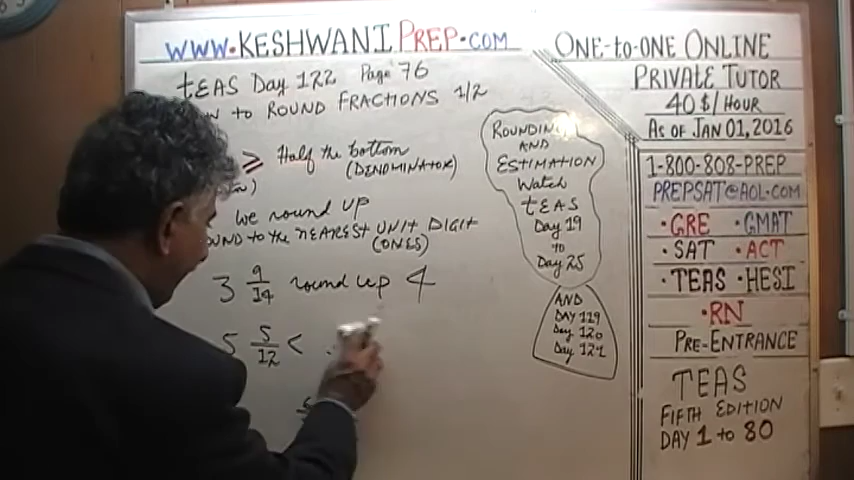 WWW.KESHWANIPREP.COM
tEAS Day 122 Page 76
TO ROUND FRACTIONS 1/2
≥ Half the bottom
(DENOMINATOR)
we round UP
to the NEAREST UNIT DIGIT
(ONES)
3 9/14 round up 4
5 5/12 <
ROUNDING
AND
ESTIMATION
Watch
tEAS
Day 19
to
Day 25
AND
DAY 119
Day 120
Day 121
ONE-to-ONE ONLINE
PRIVATE TUTOR
40 $/HOUR
AS OF JAN 01, 2016
1-800-808-PREP
PREPSAT@AOL.COM
•GRE •GMAT
•SAT •ACT
•TEAS •HESI
•RN
PRE-ENTRANCE
TEAS
FIFTH EDITION
DAY 1 to 80